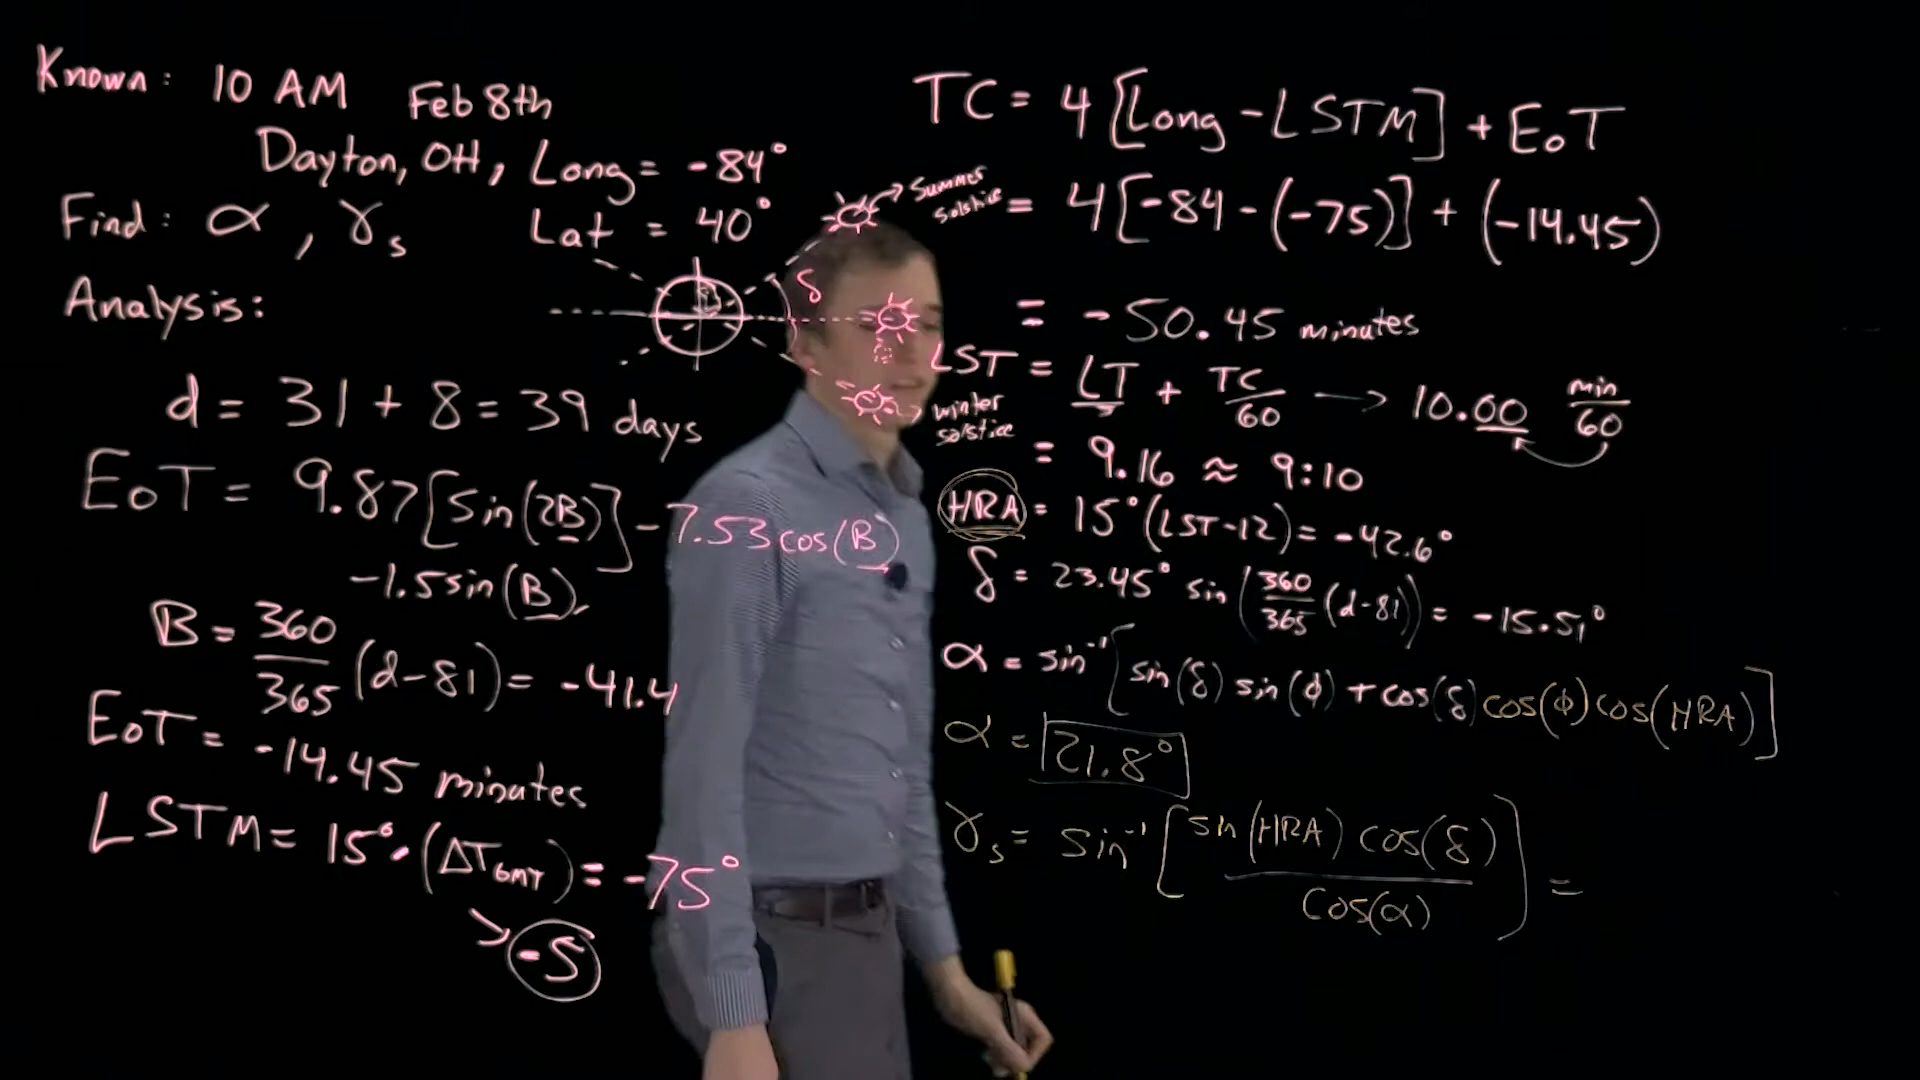 Known: 10 AM Feb 8th
Dayton, OH, Long = -84°
Lat = 40°
Find: α, γs
Analysis:
δ
Summer
solstice
winter
solstice
d = 31 + 8 = 39 days
EoT = 9.87[Sin(2B)] - 7.53 cos(B)
-1.5 sin(B)
B = 360/365 (d-81) = -41.4
EoT = -14.45 minutes
LSTM = 15° · (ΔT GMT) = -75°
-5
TC = 4 [Long - LSTM] + EoT
= 4 [-84 - (-75)] + (-14.45)
= -50.45 minutes
LST = LT + TC/60 → 10.00 min/60
= 9.16 ≈ 9:10
HRA = 15° (LST-12) = -42.6°
δ = 23.45° sin (360/365 (d-81)) = -15.51°
α = sin⁻¹ [sin(δ) sin(φ) + cos(δ) cos(φ) cos(HRA)]
α = 21.8°
γs = Sin⁻¹ [sin(HRA) cos(δ) / cos(α)] =